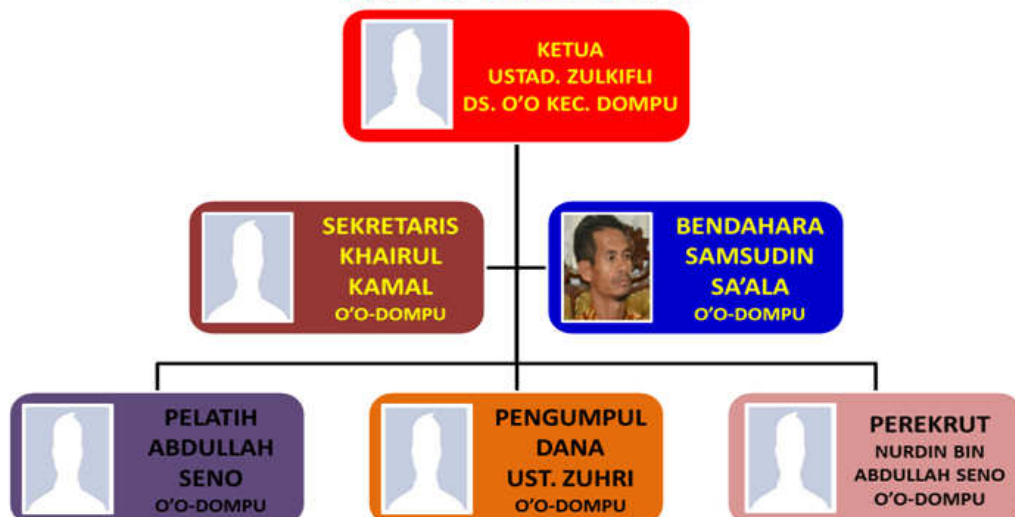 KETUA
USTAD. ZULKIFLI
DS. O'O KEC. DOMPU
SEKRETARIS
KHAIRUL
KAMAL
O'O-DOMPU
BENDAHARA
SAMSUDIN
SA'ALA
O'O-DOMPU
PELATIH
ABDULLAH
SENO
O'O-DOMPU
PENGUMPUL
DANA
UST. ZUHRI
O'O-DOMPU
PEREKRUT
NURDIN BIN
ABDULLAH SENO
O'O-DOMPU